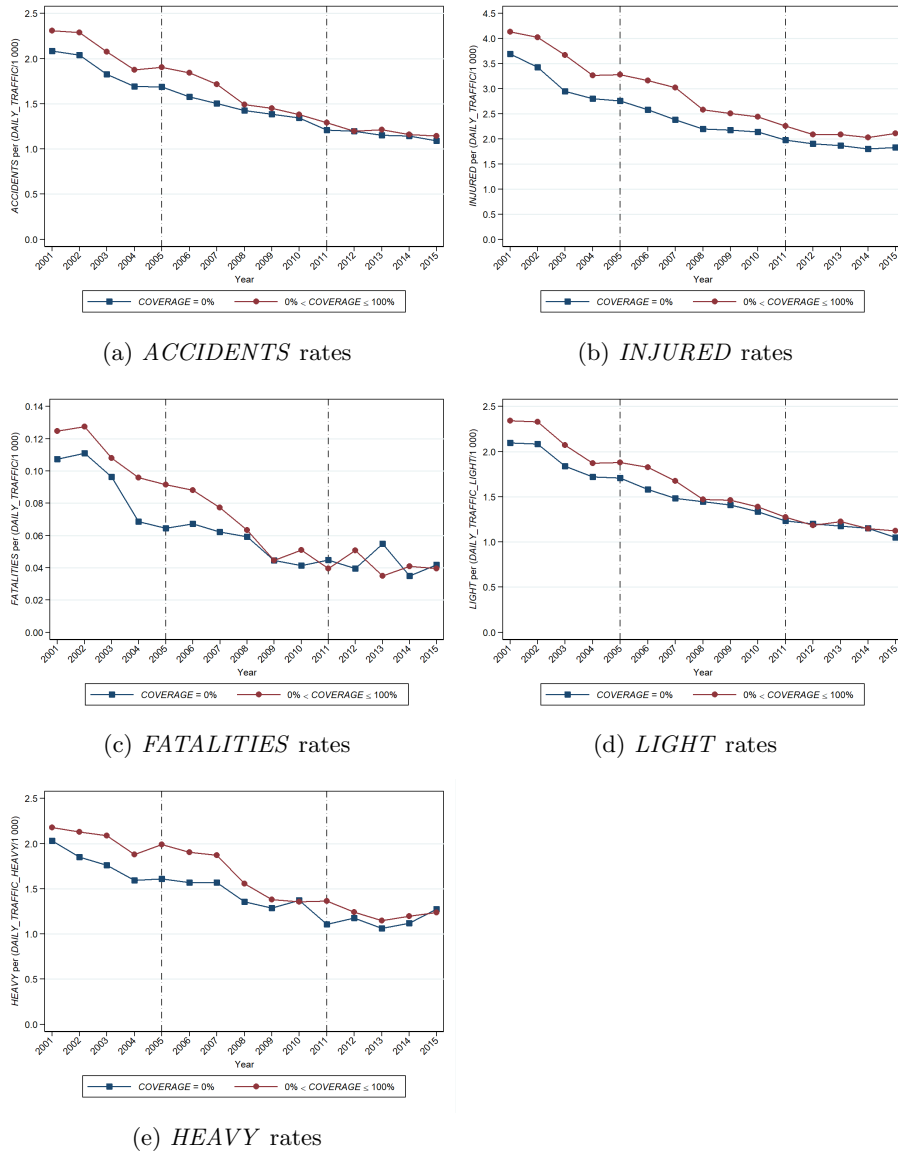 ACCIDENTS per (DAILY_TRAFFIC/1 000)
2.5
2.0
1.5
1.0
0.5
0.0
2001 2002 2003 2004 2005 2006 2007 2008 2009 2010 2011 2012 2013 2014 2015
Year
COVERAGE = 0% 0% < COVERAGE ≤ 100%
(a) ACCIDENTS rates
INJURED per (DAILY_TRAFFIC/1 000)
4.5
4.0
3.5
3.0
2.5
2.0
1.5
1.0
0.5
0.0
2001 2002 2003 2004 2005 2006 2007 2008 2009 2010 2011 2012 2013 2014 2015
Year
COVERAGE = 0% 0% < COVERAGE ≤ 100%
(b) INJURED rates
FATALITIES per (DAILY_TRAFFIC/1 000)
0.14
0.12
0.10
0.08
0.06
0.04
0.02
0.00
2001 2002 2003 2004 2005 2006 2007 2008 2009 2010 2011 2012 2013 2014 2015
Year
COVERAGE = 0% 0% < COVERAGE ≤ 100%
(c) FATALITIES rates
LIGHT per (DAILY_TRAFFIC_LIGHT/1 000)
2.5
2.0
1.5
1.0
0.5
0.0
2001 2002 2003 2004 2005 2006 2007 2008 2009 2010 2011 2012 2013 2014 2015
Year
COVERAGE = 0% 0% < COVERAGE ≤ 100%
(d) LIGHT rates
HEAVY per (DAILY_TRAFFIC_HEAVY/1 000)
2.5
2.0
1.5
1.0
0.5
0.0
2001 2002 2003 2004 2005 2006 2007 2008 2009 2010 2011 2012 2013 2014 2015
Year
COVERAGE = 0% 0% < COVERAGE ≤ 100%
(e) HEAVY rates